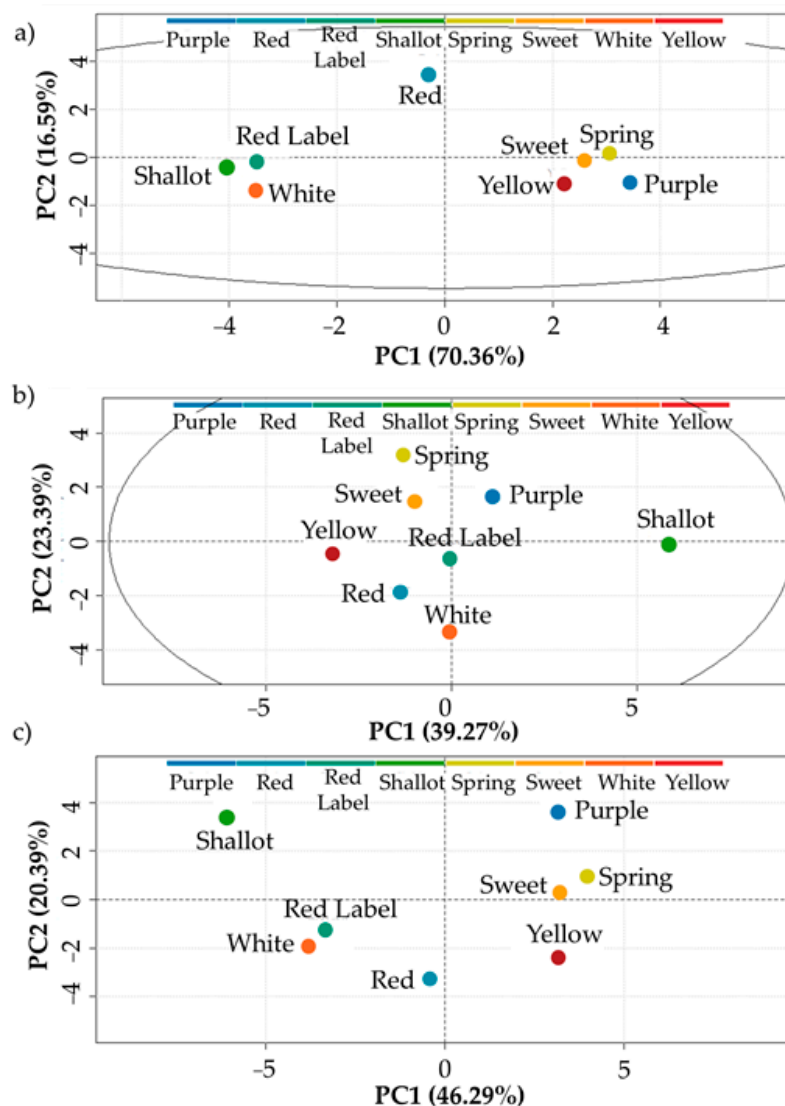 a)
Purple Red Red Label Shallot Spring Sweet White Yellow
Red
Red Label
Shallot
White
Sweet Spring
Yellow Purple
PC2 (16.59%)
4
2
0
−2
−4
−4 −2 0 2 4
PC1 (70.36%)
b)
Purple Red Red Label Shallot Spring Sweet White Yellow
Spring
Sweet Purple
Yellow Red Label Shallot
Red
White
PC2 (23.39%)
4
2
0
−2
−4
−5 0 5
PC1 (39.27%)
c)
Purple Red Red Label Shallot Spring Sweet White Yellow
Shallot
Purple
Sweet Spring
Red Label
White
Yellow
Red
PC2 (20.39%)
4
2
0
−2
−4
−5 0 5
PC1 (46.29%)